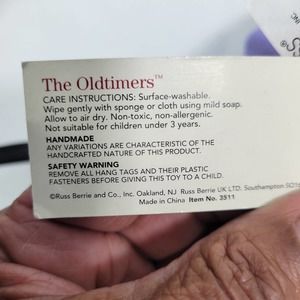 The Oldtimers™
CARE INSTRUCTIONS: Surface-washable.
Wipe gently with sponge or cloth using mild soap.
Allow to air dry. Non-toxic, non-allergenic.
Not suitable for children under 3 years.
HANDMADE
ANY VARIATIONS ARE CHARACTERISTIC OF THE
HANDCRAFTED NATURE OF THIS PRODUCT.
SAFETY WARNING
REMOVE ALL HANG TAGS AND THEIR PLASTIC
FASTENERS BEFORE GIVING THIS TOY TO A CHILD.
©Russ Berrie and Co., Inc. Oakland, NJ Russ Berrie UK LTD. Southampton
Made in China Item No. 3511